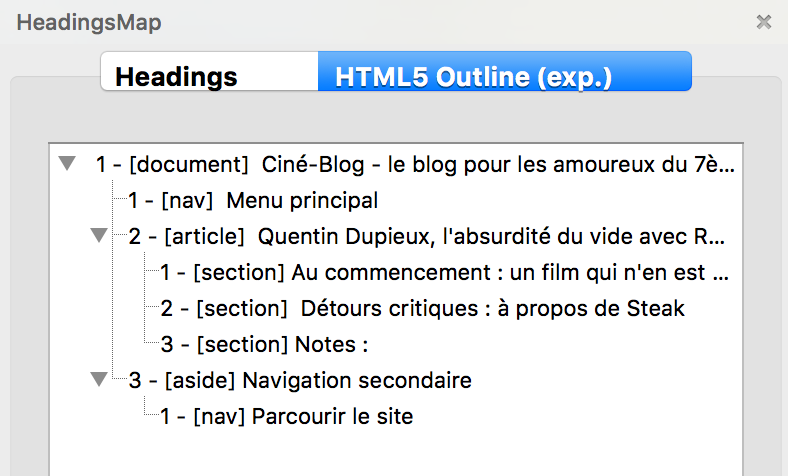 HeadingsMap
Headings
HTML5 Outline (exp.)
1 - [document] Ciné-Blog - le blog pour les amoureux du 7è...
1 - [nav] Menu principal
2 - [article] Quentin Dupieux, l'absurdité du vide avec R...
1 - [section] Au commencement : un film qui n'en est ...
2 - [section] Détours critiques : à propos de Steak
3 - [section] Notes :
3 - [aside] Navigation secondaire
1 - [nav] Parcourir le site